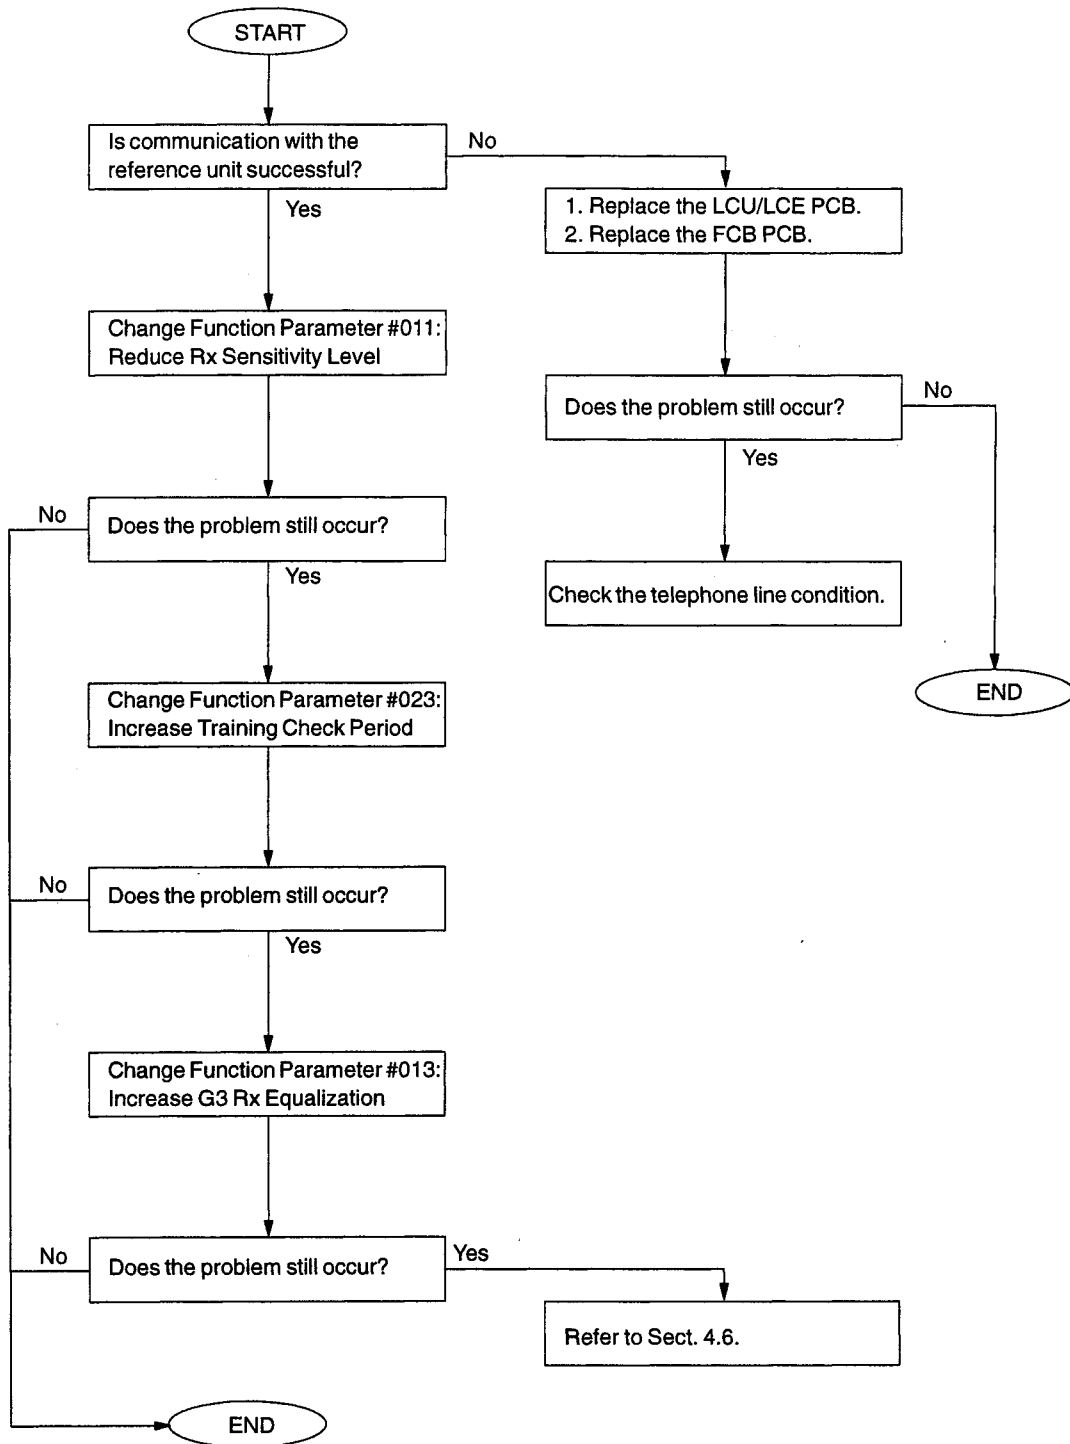 START
Is communication with the
reference unit successful?
No
Yes
1. Replace the LCU/LCE PCB.
2. Replace the FCB PCB.
Change Function Parameter #011:
Reduce Rx Sensitivity Level
Does the problem still occur?
No
Yes
No
Does the problem still occur?
Yes
Check the telephone line condition.
END
Change Function Parameter #023:
Increase Training Check Period
No
Does the problem still occur?
Yes
Change Function Parameter #013:
Increase G3 Rx Equalization
No
Does the problem still occur?
Yes
Refer to Sect. 4.6.
END